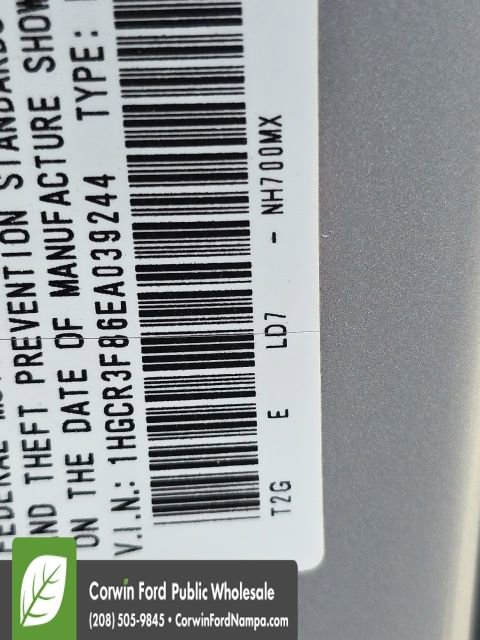 FEDERAL
AND THEFT PREVENTION STANDARDS
ON THE DATE OF MANUFACTURE SHOW
V.I.N.: 1HGCR3F86EA039244 TYPE:
T2G E LD7 - NH700MX
Corwin Ford Public Wholesale
(208) 505-9845 • CorwinFordNampa.com